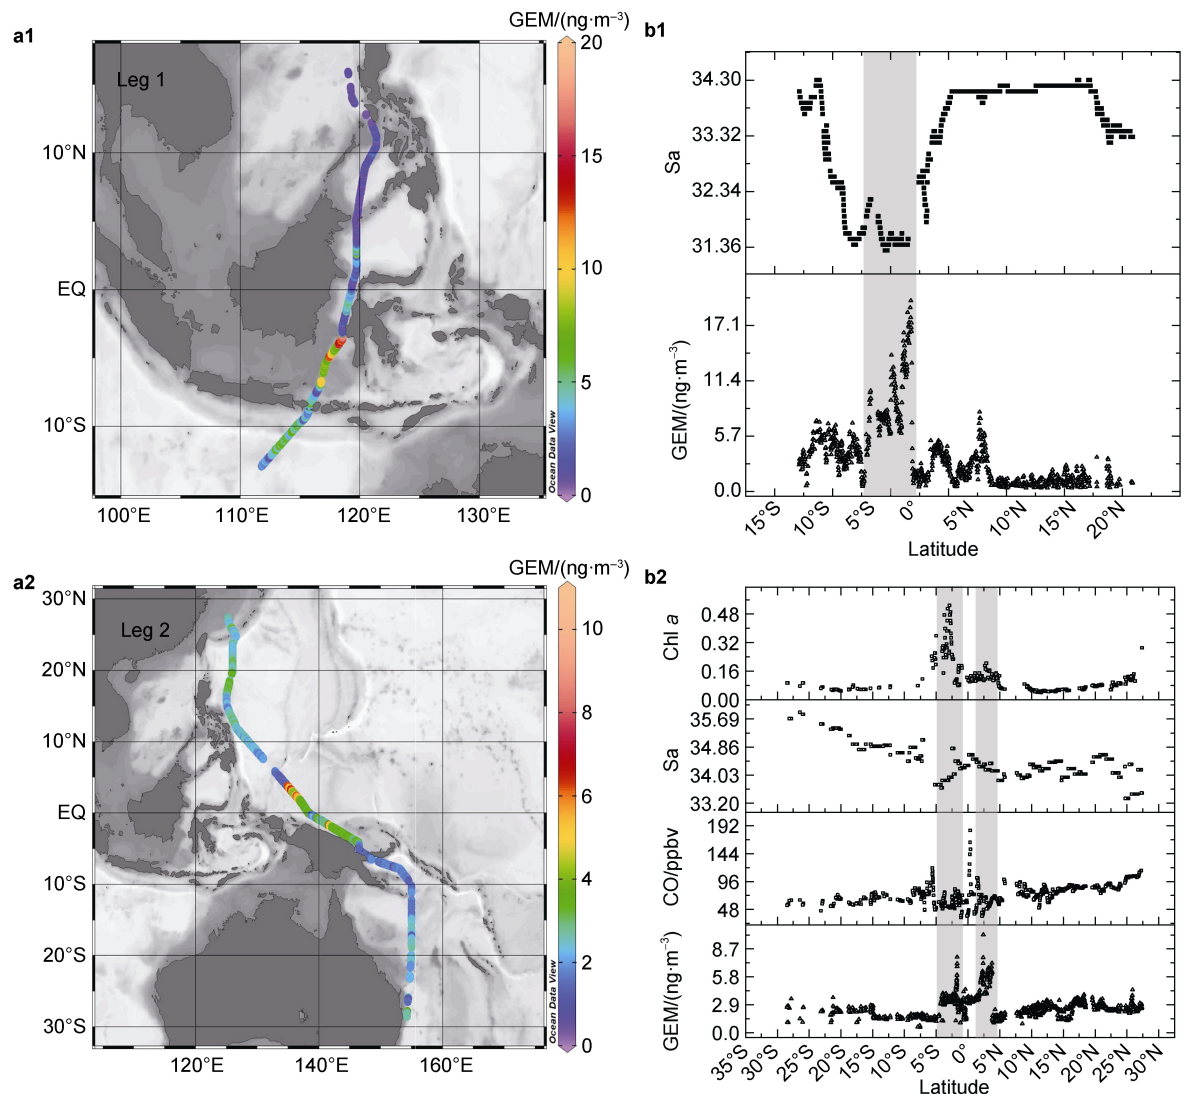 a1
GEM/(ng·m⁻³)
Leg 1
20
15
10
5
0
10°N
EQ
10°S
100°E 110°E 120°E 130°E
Ocean Data View
b1
Sa
34.30
33.32
32.34
31.36
GEM/(ng·m⁻³)
17.1
11.4
5.7
0.0
15°S 10°S 5°S 0° 5°N 10°N 15°N 20°N
Latitude
a2
GEM/(ng·m⁻³)
Leg 2
10
8
6
4
2
0
30°N
20°N
10°N
EQ
10°S
20°S
30°S
120°E 140°E 160°E
Ocean Data View
b2
Chl a
0.48
0.32
0.16
0.00
Sa
35.69
34.86
34.03
33.20
CO/ppbv
192
144
96
48
GEM/(ng·m⁻³)
8.7
5.8
2.9
0.0
35°S 30°S 25°S 20°S 15°S 10°S 5°S 0° 5°N 10°N 15°N 20°N 25°N 30°N
Latitude